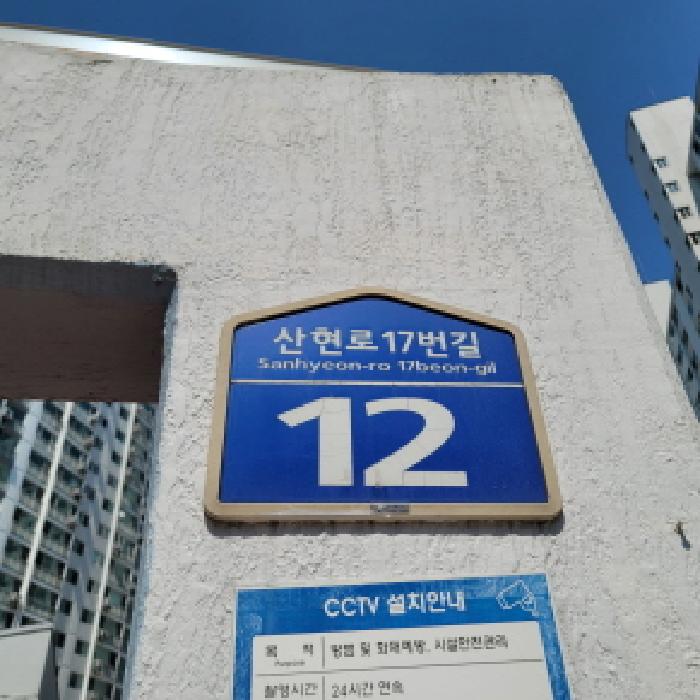 산현로17번길
Sanhyeon-ro 17beon-gil
12
CCTV 설치안내
목 적 Purpose 방범 및 화재예방, 시설안전관리
촬영시간 24시간 연속